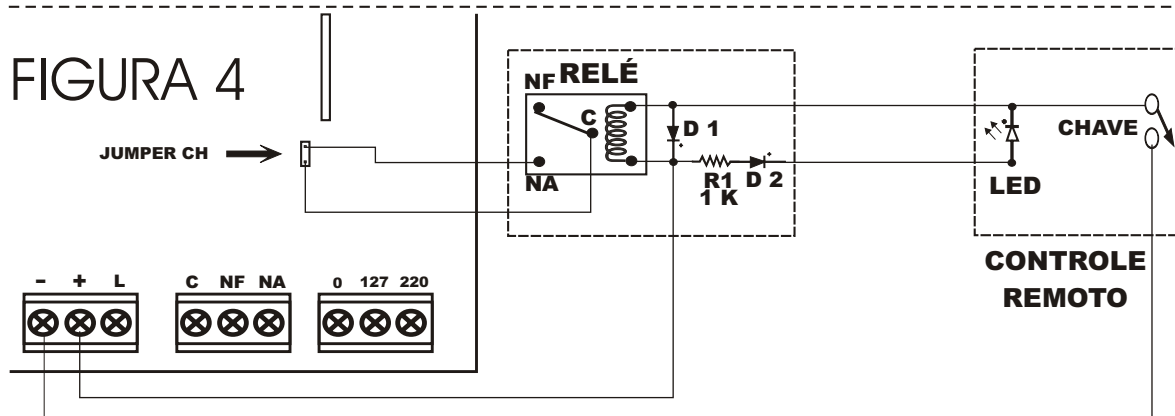 FIGURA 4
JUMPER CH
NF RELÉ
C
D 1
NA
R1 D 2
1 K
CHAVE
LED
CONTROLE
REMOTO
- + L
C NF NA
0 127 220